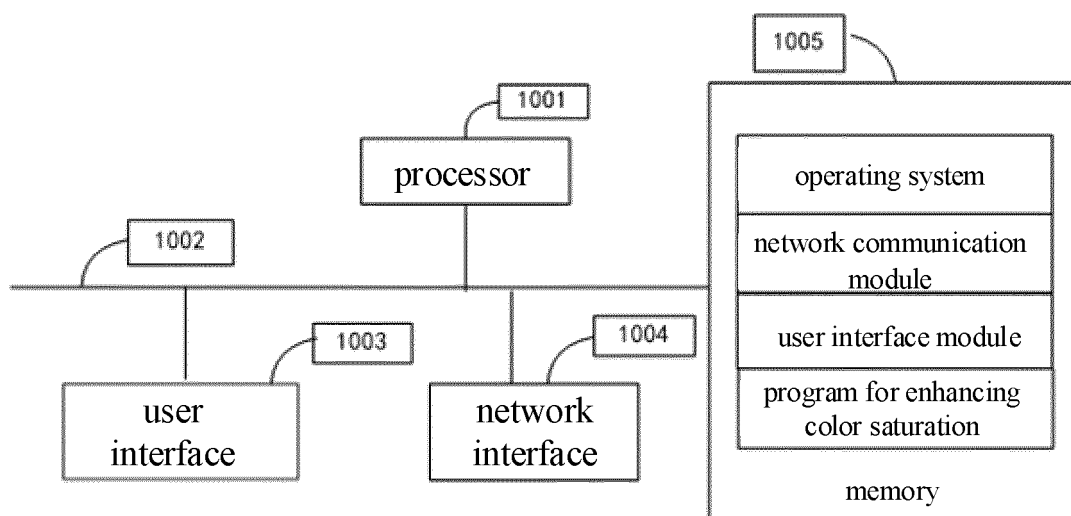 1005
1001
processor
operating system
1002
network communication
module
1003
1004
user interface module
user
interface
network
interface
program for enhancing
color saturation
memory